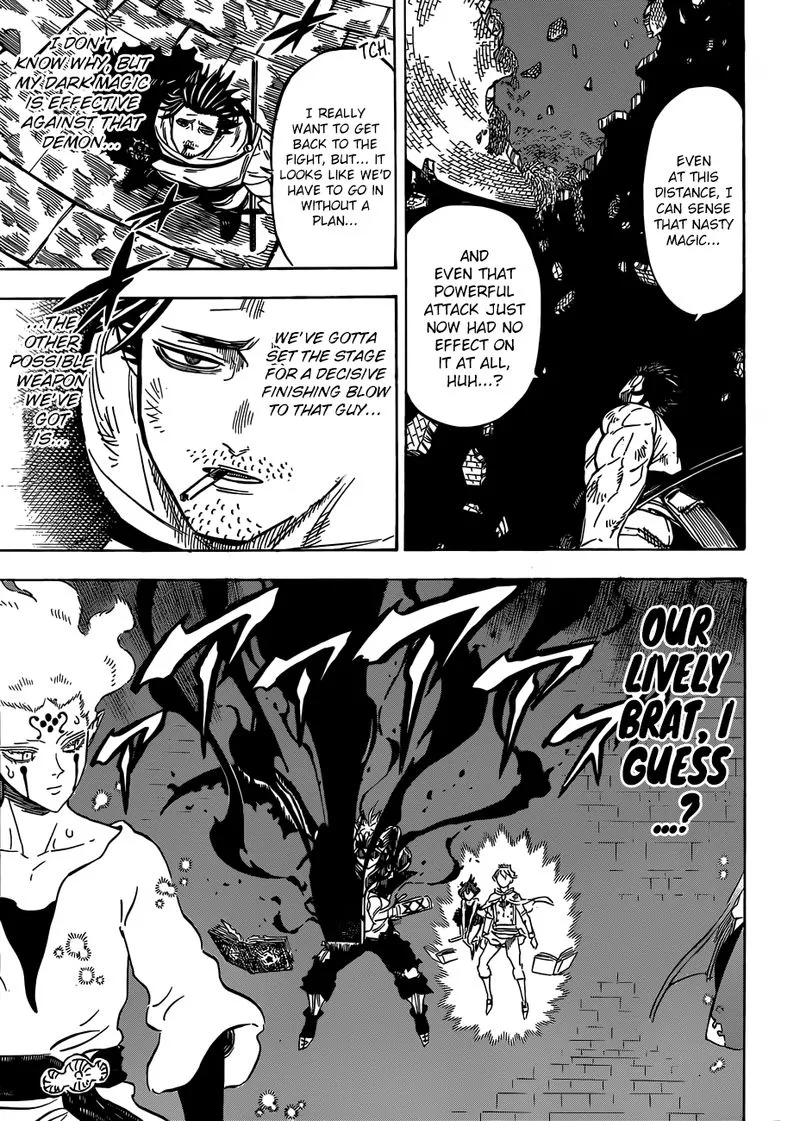 EVEN
AT THIS
DISTANCE, I
CAN SENSE
THAT NASTY
MAGIC...
AND
EVEN THAT
POWERFUL
ATTACK JUST
NOW HAD NO
EFFECT ON
IT AT ALL,
HUH...?
TCH.
I REALLY
WANT TO GET
BACK TO THE
FIGHT, BUT... IT
LOOKS LIKE WE'D
HAVE TO GO IN
WITHOUT A
PLAN...
I DON'T
KNOW WHY, BUT
MY DARK MAGIC
IS EFFECTIVE
AGAINST THAT
DEMON...
WE'VE GOTTA
SET THE STAGE
FOR A DECISIVE
FINISHING BLOW
TO THAT GUY...
...THE
OTHER
POSSIBLE
WEAPON
WE'VE
GOT
IS...
OUR
LIVELY
BRAT, I
GUESS
...?